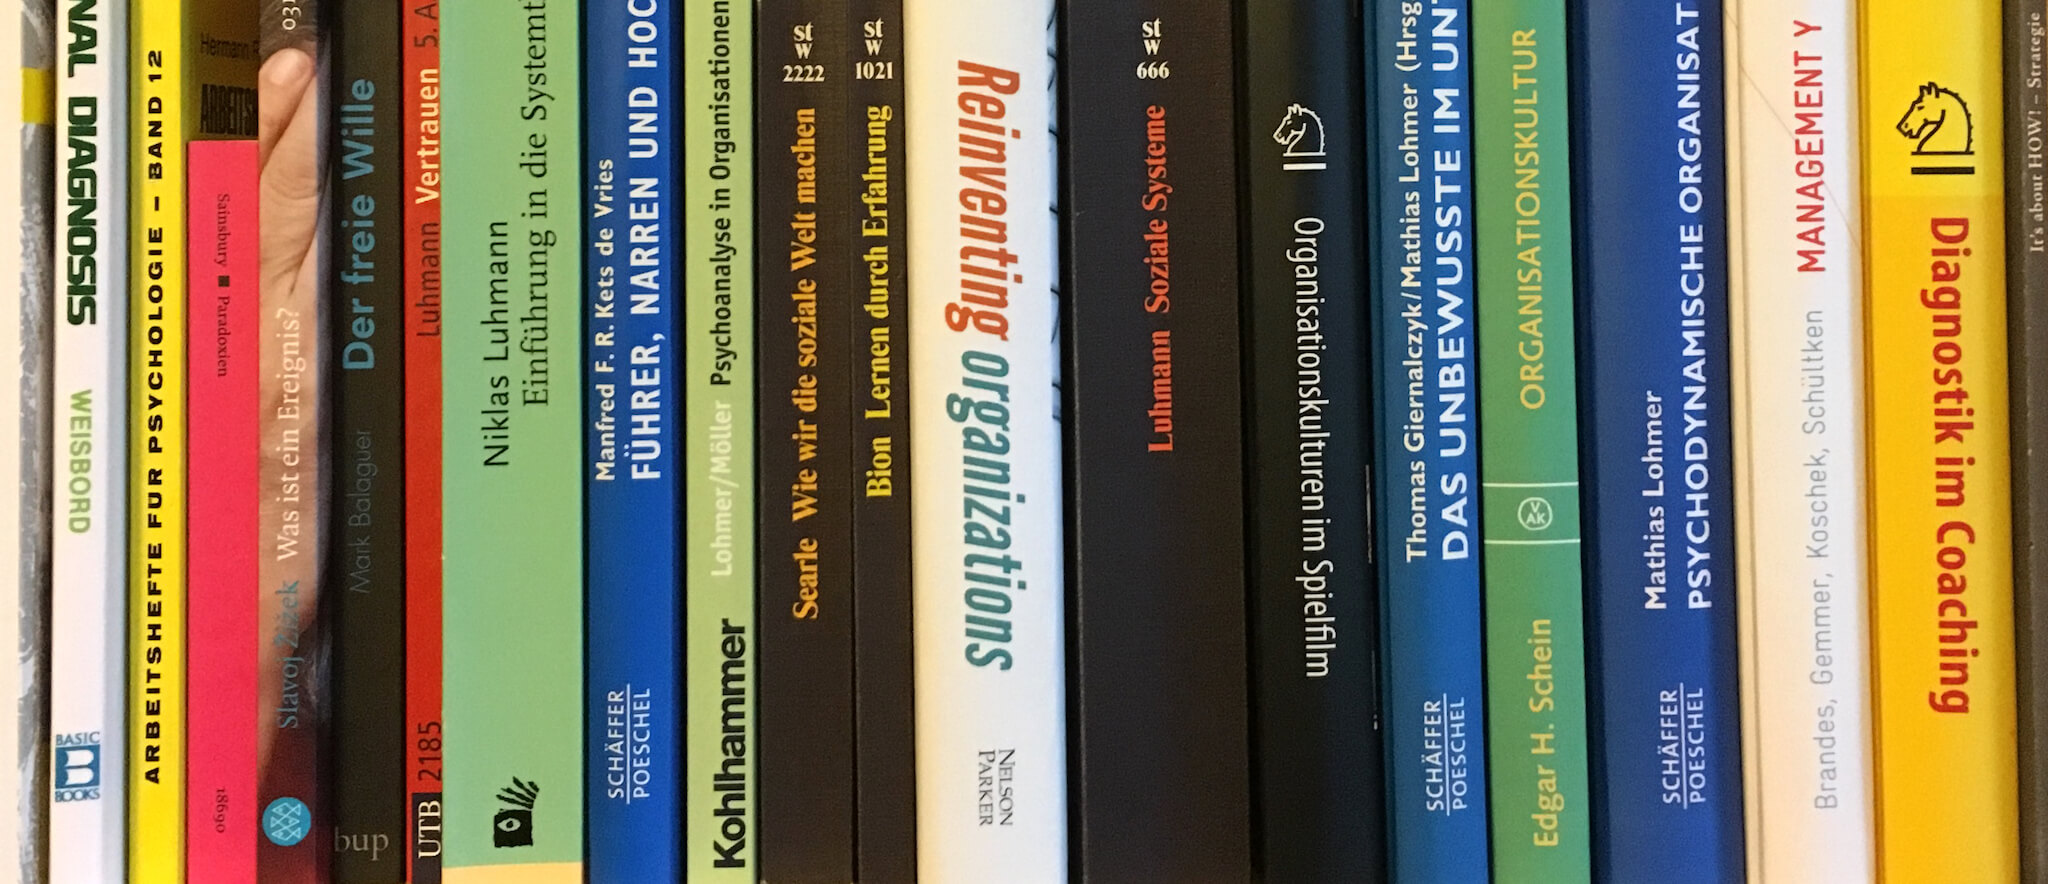 NAL DIAGNOSIS
WEISBORD
BASIC
BOOKS
ARBEITSHEFTE FÜR PSYCHOLOGIE – BAND 12
Hermann
Sainsbury ■ Paradoxien
18690
031
Slavoj Žižek Was ist ein Ereignis?
Mark Balaguer Der freie Wille
bup
Luhmann Vertrauen 5. A
UTB 2185
Niklas Luhmann
Einführung in die Systemt
Manfred F. R. Kets de Vries
FÜHRER, NARREN UND HOC
SCHÄFFER
POESCHEL
Lohmer/Möller Psychoanalyse in Organisationen
Kohlhammer
st
w
2222
Searle Wie wir die soziale Welt machen
st
w
1021
Bion Lernen durch Erfahrung
Reinventing organizations
NELSON
PARKER
st
w
666
Luhmann Soziale Systeme
Organisationskulturen im Spielfilm
Thomas Giernalczyk/Mathias Lohmer (Hrsg
DAS UNBEWUSSTE IM UNT
SCHÄFFER
POESCHEL
Edgar H. Schein ORGANISATIONSKULTUR
VAK
Mathias Lohmer
PSYCHODYNAMISCHE ORGANISAT
SCHÄFFER
POESCHEL
Brandes, Gemmer, Koschek, Schültken MANAGEMENT Y
Diagnostik im Coaching
It's about HOW! – Strategie